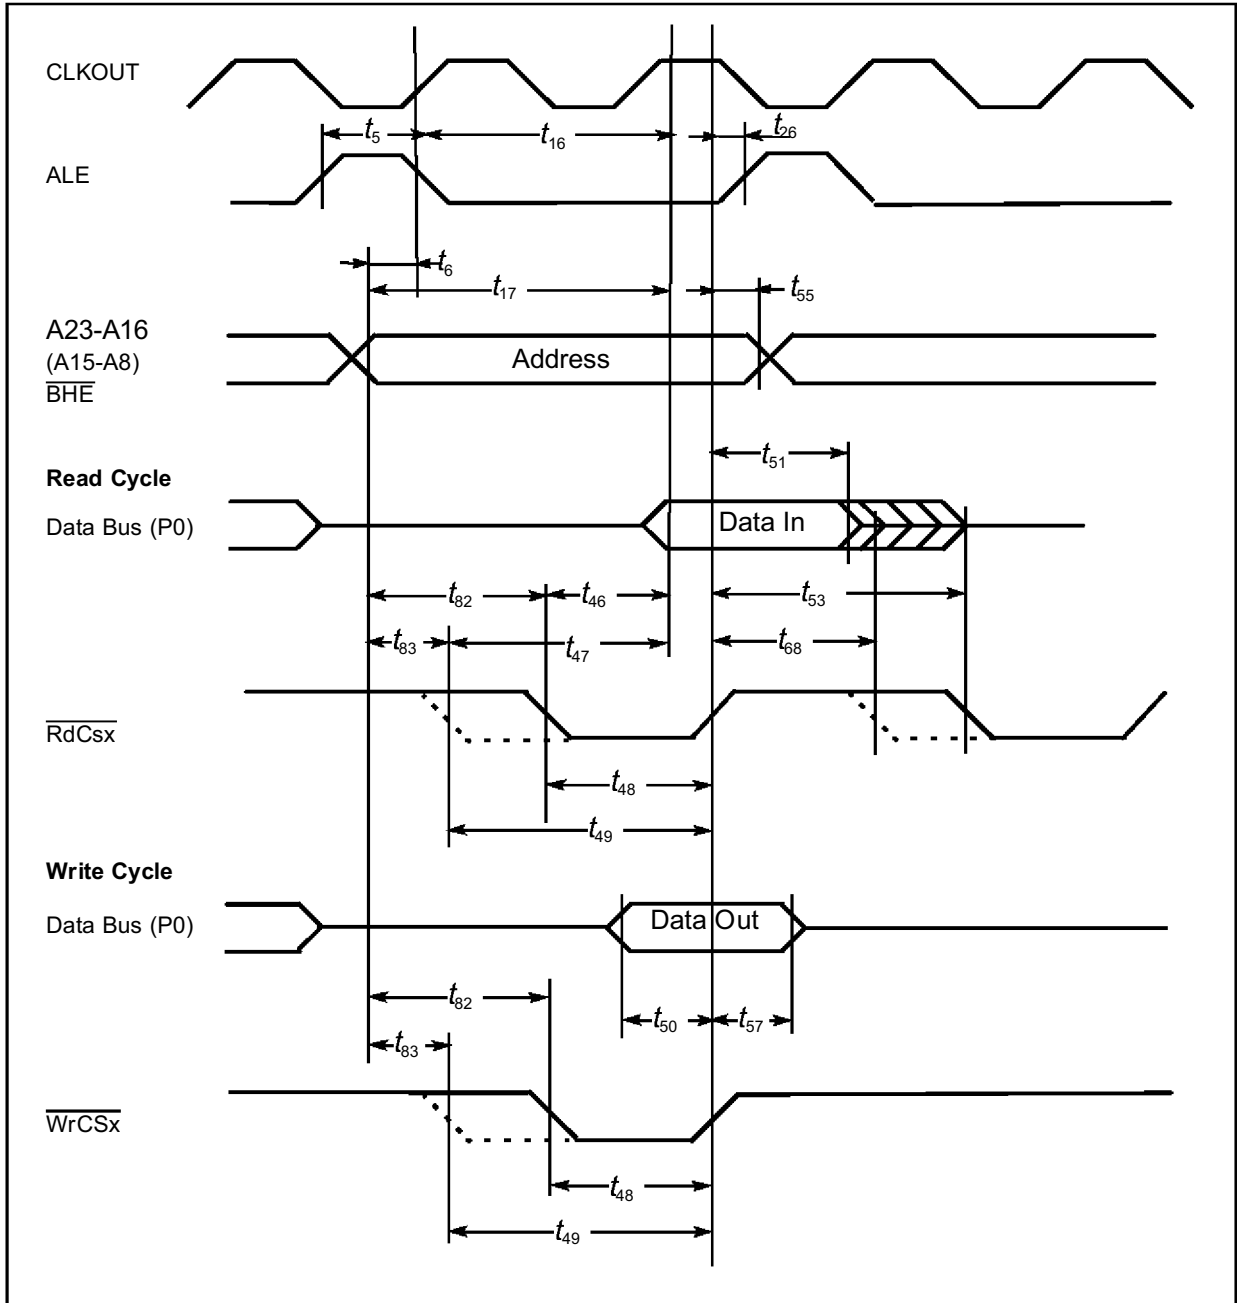 CLKOUT
t5
t16
t26
ALE
t6
t17
t55
A23-A16
(A15-A8)
BHE
Address
t51
Read Cycle
Data Bus (P0)
Data In
t82
t46
t53
t83
t47
t68
RdCsx
t48
t49
Write Cycle
Data Bus (P0)
Data Out
t82
t50
t57
t83
WrCSx
t48
t49